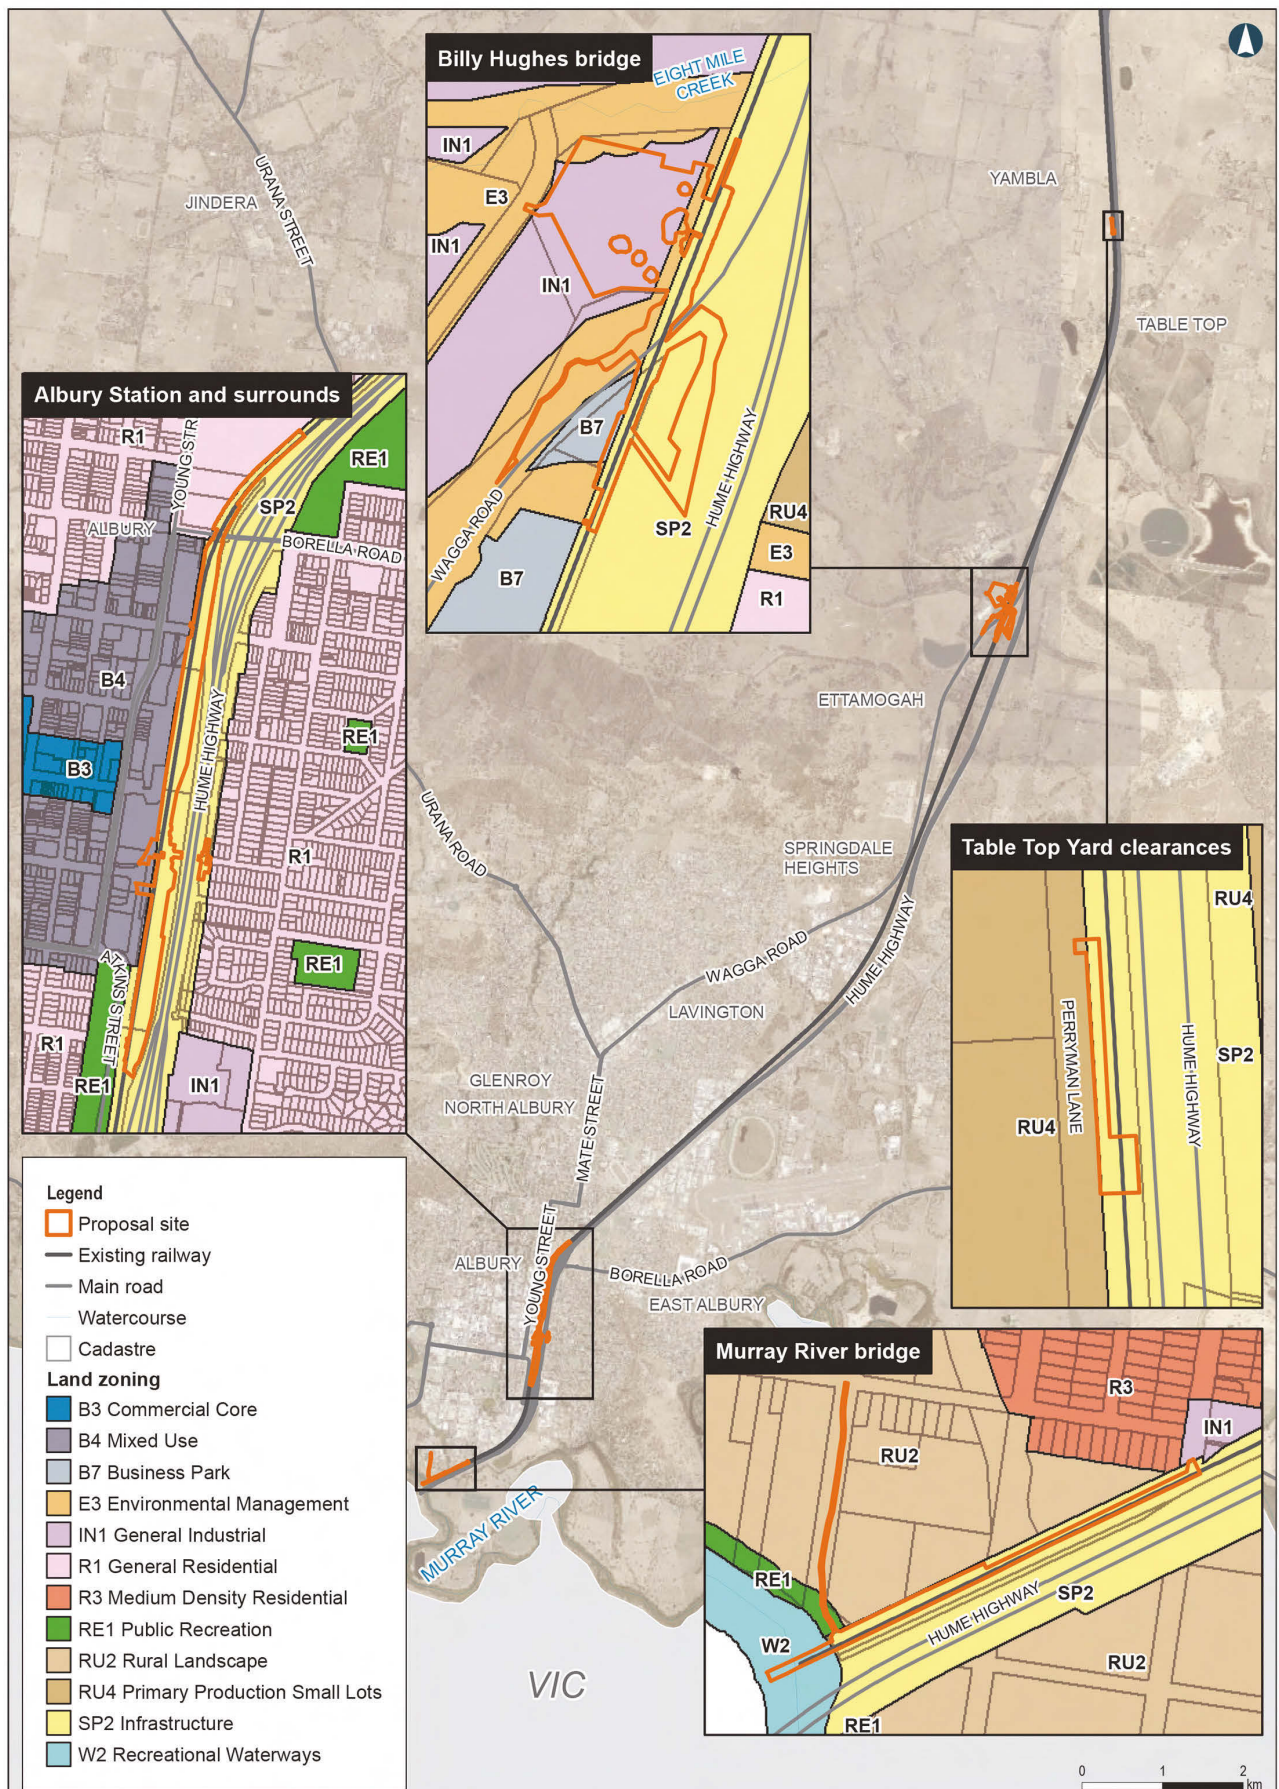 Billy Hughes bridge
EIGHT MILE
CREEK
IN1
E3
IN1
IN1
B7
WAGGA ROAD
B7
SP2
HUME HIGHWAY
RU4
E3
R1
JINDERA
URANA STREET
YAMBLA
TABLE TOP
Albury Station and surrounds
R1
YOUNG STR
RE1
SP2
ALBURY
BORELLA ROAD
B4
RE1
HUME HIGHWAY
B3
R1
RE1
ATKINS STREET
R1
RE1
IN1
ETTAMOGAH
URANA ROAD
SPRINGDALE
HEIGHTS
WAGGA ROAD
HUME HIGHWAY
LAVINGTON
GLENROY
NORTH ALBURY
MATE STREET
Table Top Yard clearances
RU4
PERRYMAN LANE
HUME HIGHWAY
SP2
RU4
ALBURY
YOUNG STREET
BORELLA ROAD
EAST ALBURY
MURRAY RIVER
VIC
Murray River bridge
R3
IN1
RU2
RE1
SP2
HUME HIGHWAY
W2
RU2
RE1
Legend
Proposal site
Existing railway
Main road
Watercourse
Cadastre
Land zoning
B3 Commercial Core
B4 Mixed Use
B7 Business Park
E3 Environmental Management
IN1 General Industrial
R1 General Residential
R3 Medium Density Residential
RE1 Public Recreation
RU2 Rural Landscape
RU4 Primary Production Small Lots
SP2 Infrastructure
W2 Recreational Waterways
0 1 2
km